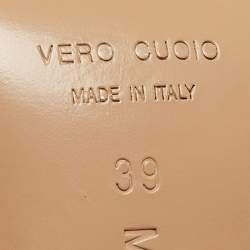 VERO CUOIO
MADE IN ITALY
39
M